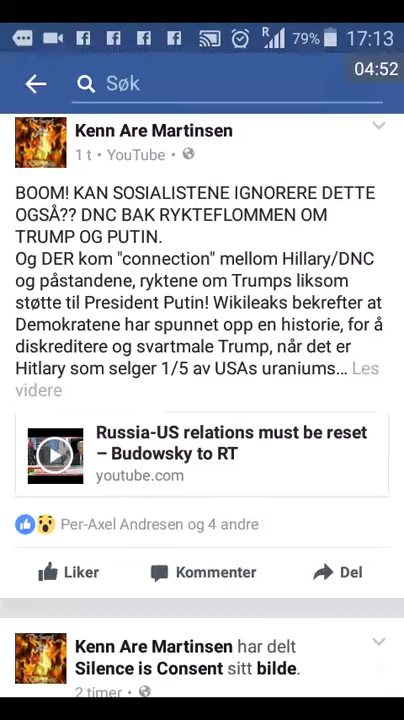 R 79% 17:13
04:52
Søk
Kenn Are Martinsen
1 t • YouTube •
BOOM! KAN SOSIALISTENE IGNORERE DETTE
OGSÅ?? DNC BAK RYKTEFLOMMEN OM
TRUMP OG PUTIN.
Og DER kom "connection" mellom Hillary/DNC
og påstandene, ryktene om Trumps liksom
støtte til President Putin! Wikileaks bekrefter at
Demokratene har spunnet opp en historie, for å
diskreditere og svartmale Trump, når det er
Hitlary som selger 1/5 av USAs uraniums... Les
videre
Russia-US relations must be reset
– Budowsky to RT
youtube.com
Per-Axel Andresen og 4 andre
Liker Kommenter Del
Kenn Are Martinsen har delt
Silence is Consent sitt bilde.
2 timer •